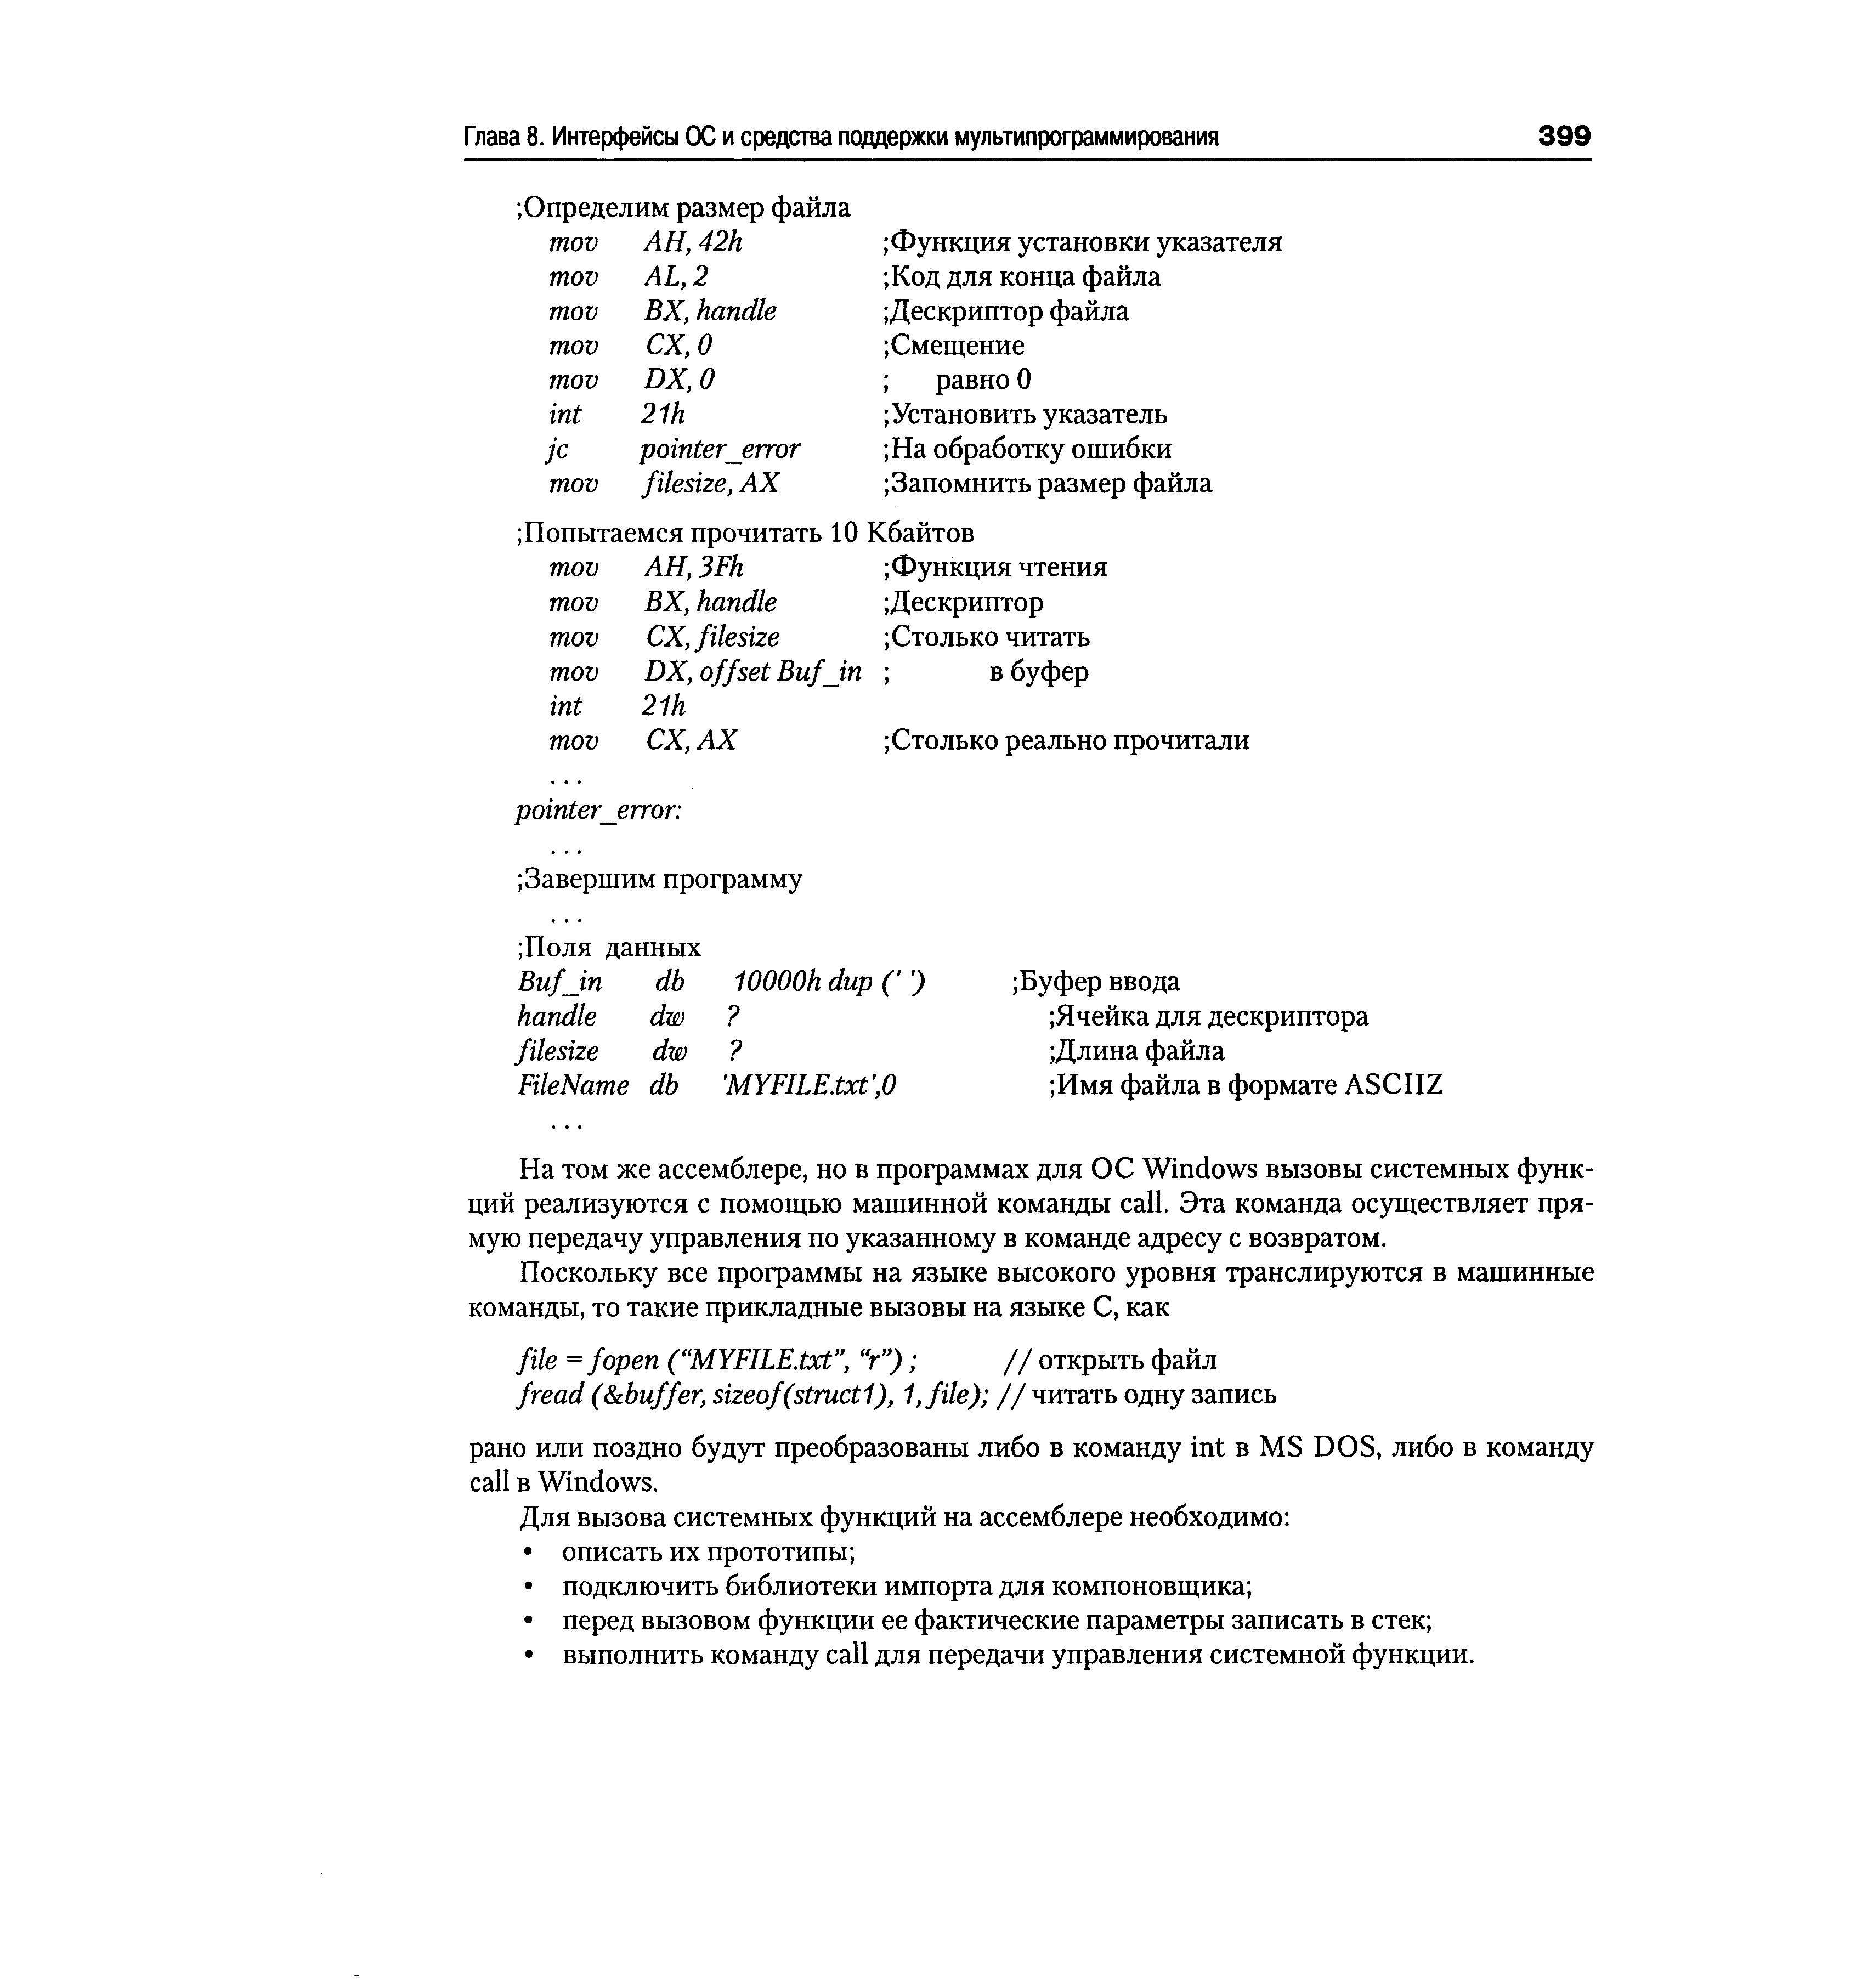 Глава 8. Интерфейсы ОС и средства поддержки мультипрограммирования 399
;Определим размер файла
mov AH, 42h ;Функция установки указателя
mov AL, 2 ;Код для конца файла
mov BX, handle ;Дескриптор файла
mov CX, 0 ;Смещение
mov DX, 0 ; равно 0
int 21h ;Установить указатель
jc pointer_error ;На обработку ошибки
mov filesize, AX ;Запомнить размер файла
;Попытаемся прочитать 10 Кбайтов
mov AH, 3Fh ;Функция чтения
mov BX, handle ;Дескриптор
mov CX, filesize ;Столько читать
mov DX, offset Buf_in ; в буфер
int 21h
mov CX, AX ;Столько реально прочитали
...
pointer_error:
...
;Завершим программу
...
;Поля данных
Buf_in db 10000h dup (' ') ;Буфер ввода
handle dw ? ;Ячейка для дескриптора
filesize dw ? ;Длина файла
FileName db 'MYFILE.txt',0 ;Имя файла в формате ASCIIZ
...
На том же ассемблере, но в программах для ОС Windows вызовы системных функ-
ций реализуются с помощью машинной команды call. Эта команда осуществляет пря-
мую передачу управления по указанному в команде адресу с возвратом.
Поскольку все программы на языке высокого уровня транслируются в машинные
команды, то такие прикладные вызовы на языке C, как
file = fopen (“MYFILE.txt”, “r”) ; // открыть файл
fread (&buffer, sizeof(struct1), 1, file); // читать одну запись
рано или поздно будут преобразованы либо в команду int в MS DOS, либо в команду
call в Windows.
Для вызова системных функций на ассемблере необходимо:
• описать их прототипы;
• подключить библиотеки импорта для компоновщика;
• перед вызовом функции ее фактические параметры записать в стек;
• выполнить команду call для передачи управления системной функции.